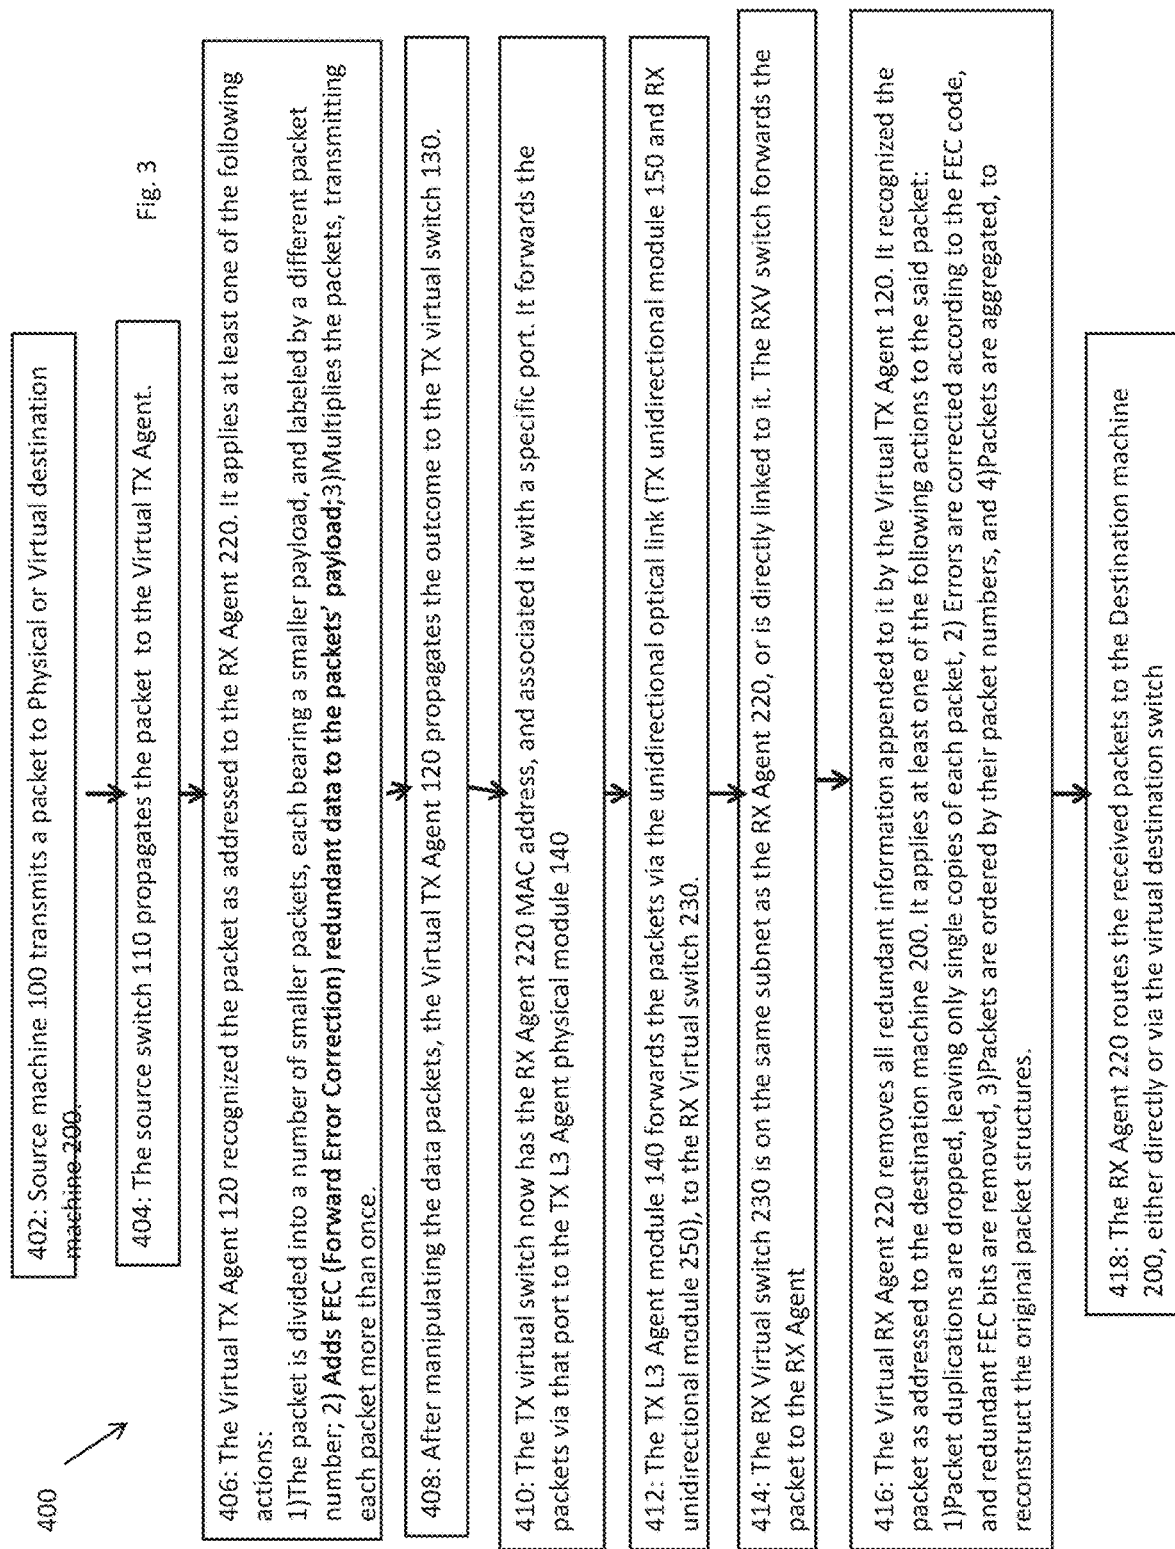 400
402: Source machine 100 transmits a packet to Physical or Virtual destination
machine 200.
404: The source switch 110 propagates the packet to the Virtual TX Agent.
Fig. 3
406: The Virtual TX Agent 120 recognized the packet as addressed to the RX Agent 220. It applies at least one of the following
actions:
1)The packet is divided into a number of smaller packets, each bearing a smaller payload, and labeled by a different packet
number; 2) Adds FEC (Forward Error Correction) redundant data to the packets' payload;3)Multiplies the packets, transmitting
each packet more than once.
408: After manipulating the data packets, the Virtual TX Agent 120 propagates the outcome to the TX virtual switch 130.
410: The TX virtual switch now has the RX Agent 220 MAC address, and associated it with a specific port. It forwards the
packets via that port to the TX L3 Agent physical module 140
412: The TX L3 Agent module 140 forwards the packets via the unidirectional optical link (TX unidirectional module 150 and RX
unidirectional module 250), to the RX Virtual switch 230.
414: The RX Virtual switch 230 is on the same subnet as the RX Agent 220, or is directly linked to it. The RXV switch forwards the
packet to the RX Agent
416: The Virtual RX Agent 220 removes all redundant information appended to it by the Virtual TX Agent 120. It recognized the
packet as addressed to the destination machine 200. It applies at least one of the following actions to the said packet:
1)Packet duplications are dropped, leaving only single copies of each packet, 2) Errors are corrected according to the FEC code,
and redundant FEC bits are removed, 3)Packets are ordered by their packet numbers, and 4)Packets are aggregated, to
reconstruct the original packet structures.
418: The RX Agent 220 routes the received packets to the Destination machine
200, either directly or via the virtual destination switch